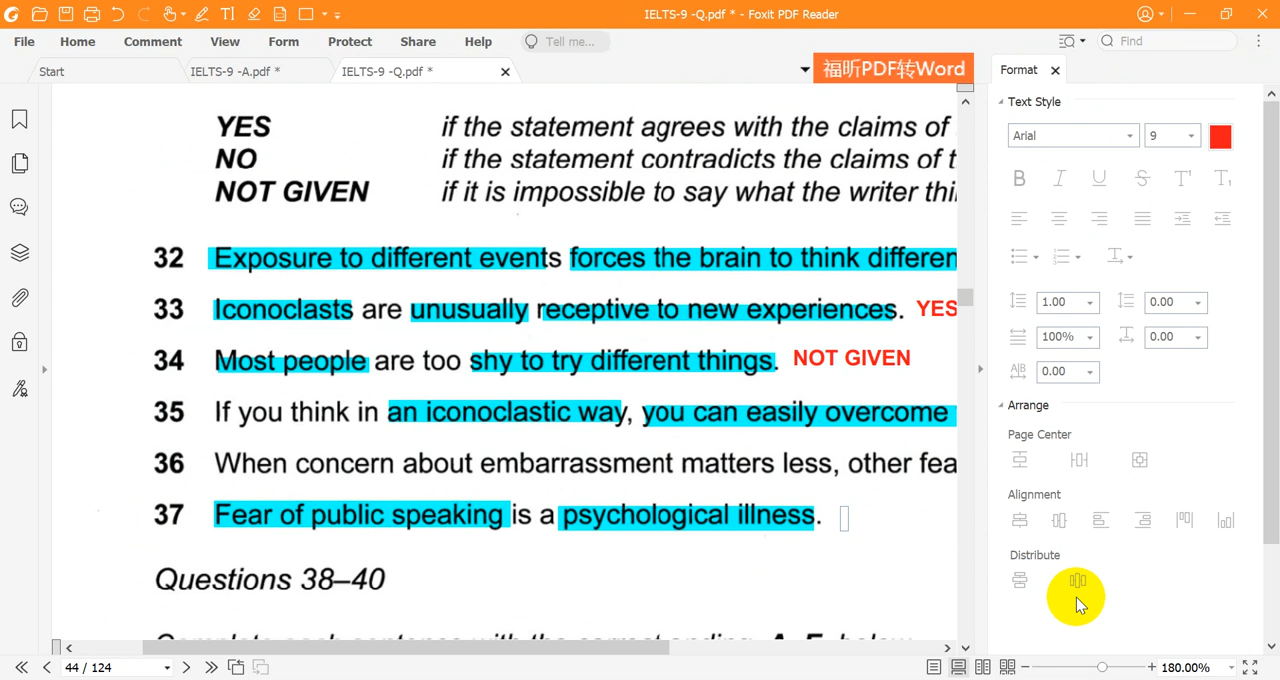 IELTS-9 -Q.pdf * - Foxit PDF Reader
File Home Comment View Form Protect Share Help Tell me... Find
Start IELTS-9 -A.pdf * IELTS-9 -Q.pdf * 福昕PDF转Word Format
Text Style
Arial 9
YES if the statement agrees with the claims of
NO if the statement contradicts the claims of t
NOT GIVEN if it is impossible to say what the writer thi
32 Exposure to different events forces the brain to think differen
33 Iconoclasts are unusually receptive to new experiences. YES
34 Most people are too shy to try different things. NOT GIVEN
35 If you think in an iconoclastic way, you can easily overcome
36 When concern about embarrassment matters less, other fea
37 Fear of public speaking is a psychological illness.
Questions 38–40
1.00 0.00
100% 0.00
0.00
Arrange
Page Center
Alignment
Distribute
44 / 124 180.00%